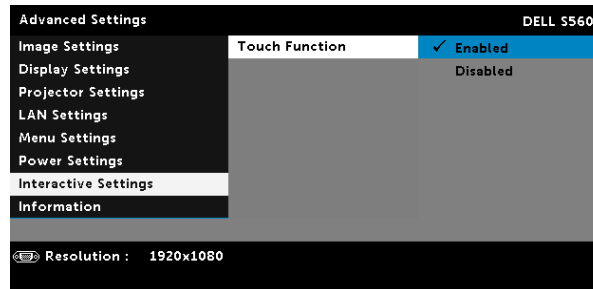 Advanced Settings DELL S560
Image Settings Touch Function ✓ Enabled
Display Settings Disabled
Projector Settings
LAN Settings
Menu Settings
Power Settings
Interactive Settings
Information
Resolution : 1920x1080